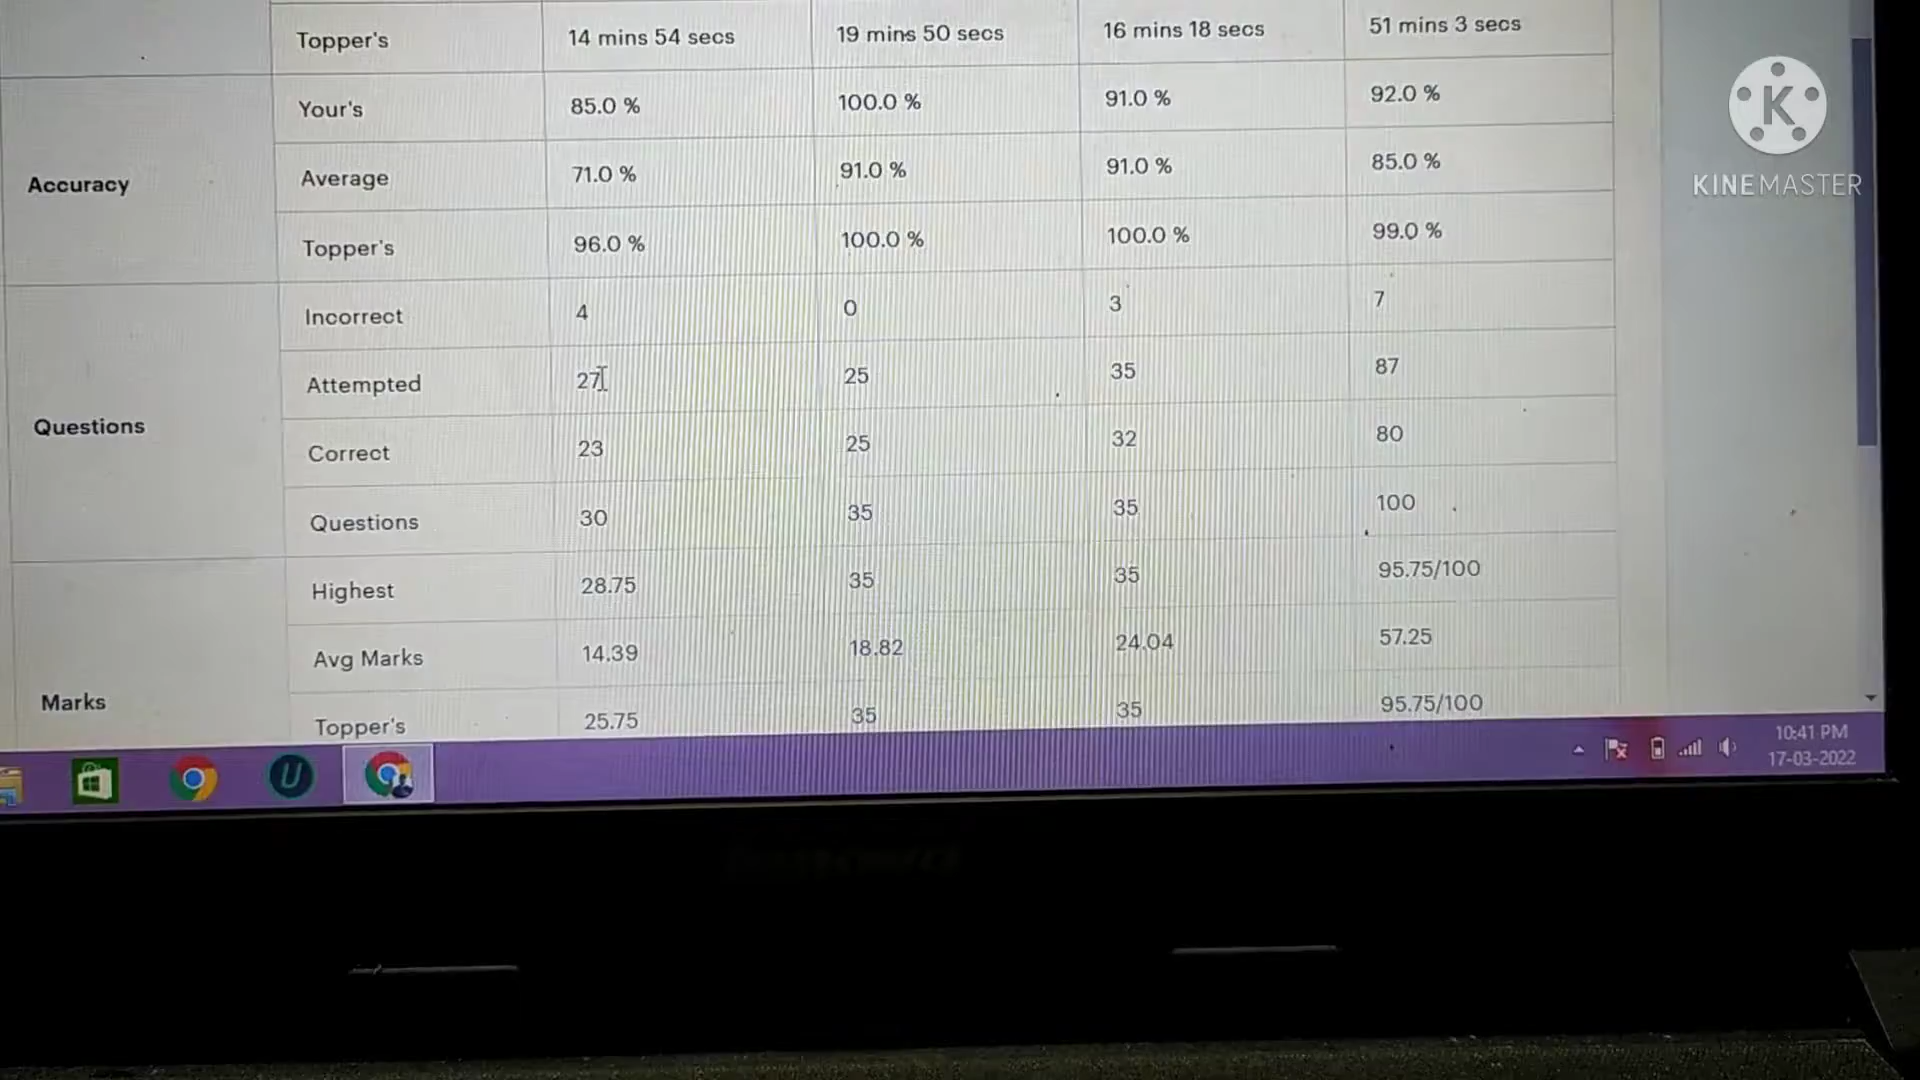 Topper's 14 mins 54 secs 19 mins 50 secs 16 mins 18 secs 51 mins 3 secs
Your's 85.0 % 100.0 % 91.0 % 92.0 %
Accuracy Average 71.0 % 91.0 % 91.0 % 85.0 %
Topper's 96.0 % 100.0 % 100.0 % 99.0 %
Incorrect 4 0 3 7
Attempted 27 25 35 87
Questions
Correct 23 25 32 80
Questions 30 35 35 100
Highest 28.75 35 35 95.75/100
Avg Marks 14.39 18.82 24.04 57.25
Marks
Topper's 25.75 35 35 95.75/100
10:41 PM
17-03-2022
K
KINEMASTER